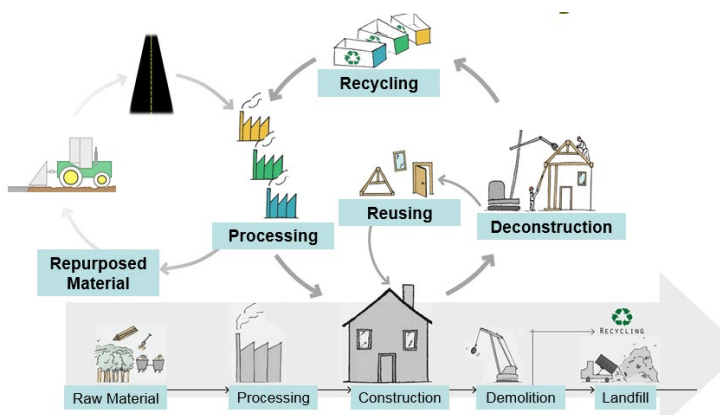 Recycling
Reusing
Deconstruction
Processing
Repurposed
Material
RECYCLING
Raw Material
Processing
Construction
Demolition
Landfill